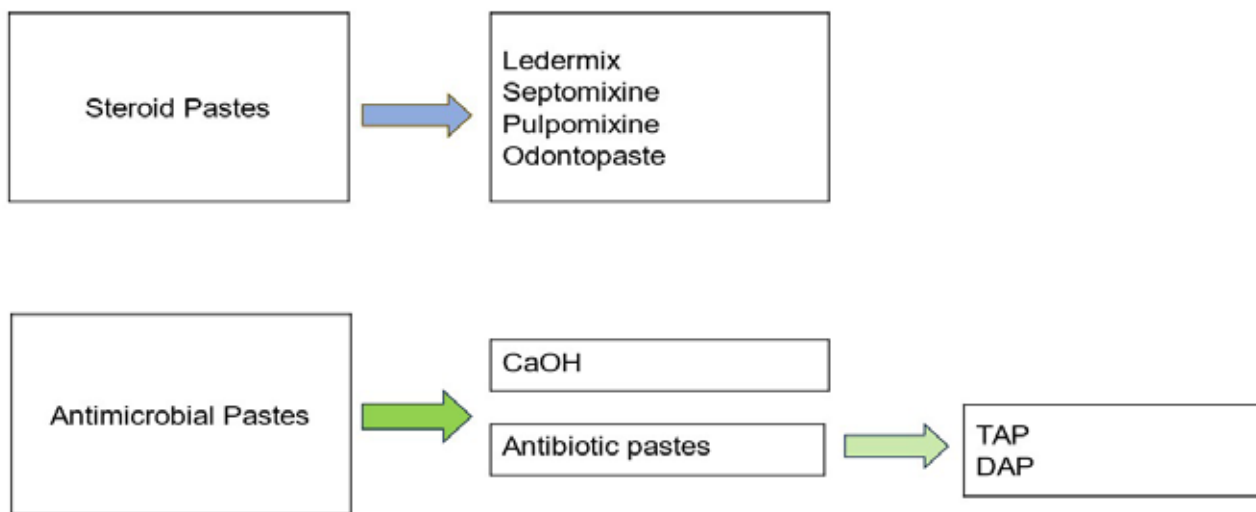 Steroid Pastes
Ledermix
Septomixine
Pulpomixine
Odontopaste
Antimicrobial Pastes
CaOH
Antibiotic pastes
TAP
DAP